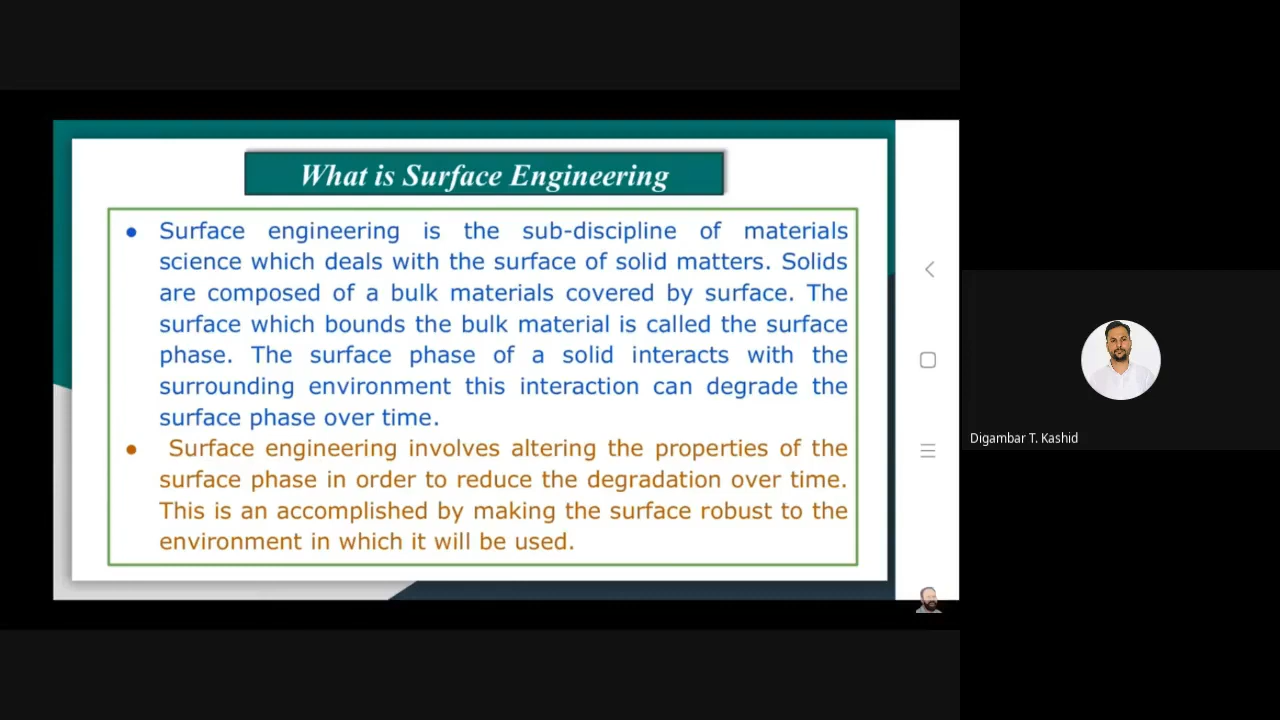 What is Surface Engineering
● Surface engineering is the sub-discipline of materials
science which deals with the surface of solid matters. Solids
are composed of a bulk materials covered by surface. The
surface which bounds the bulk material is called the surface
phase. The surface phase of a solid interacts with the
surrounding environment this interaction can degrade the
surface phase over time.
● Surface engineering involves altering the properties of the
surface phase in order to reduce the degradation over time.
This is an accomplished by making the surface robust to the
environment in which it will be used.
Digambar T. Kashid